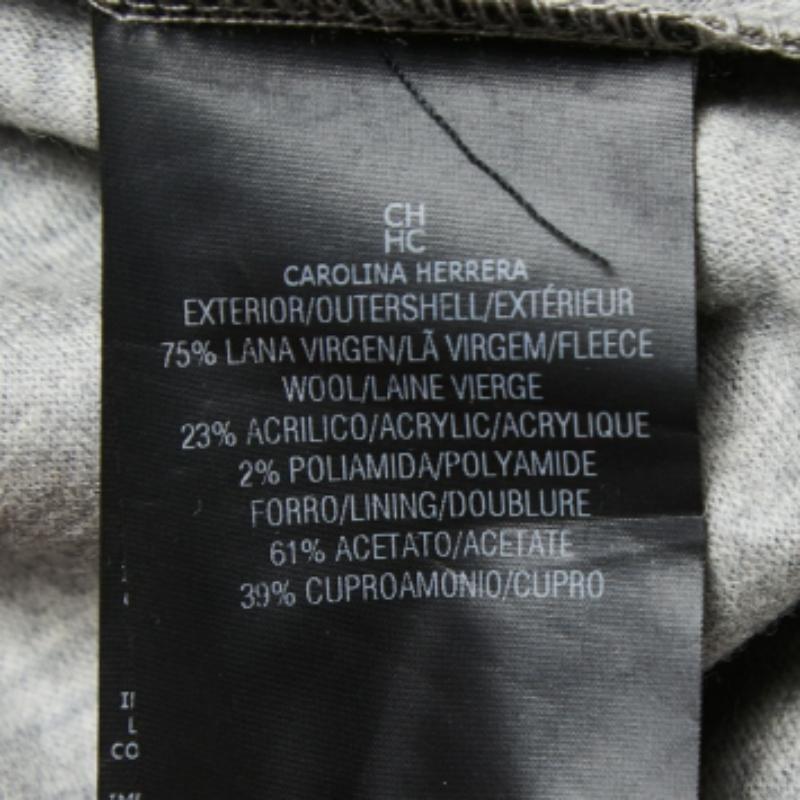 CH
HC
CAROLINA HERRERA
EXTERIOR/OUTERSHELL/EXTÉRIEUR
75% LANA VIRGEN/LÃ VIRGEM/FLEECE
WOOL/LAINE VIERGE
23% ACRILICO/ACRYLIC/ACRYLIQUE
2% POLIAMIDA/POLYAMIDE
FORRO/LINING/DOUBLURE
61% ACETATO/ACETATE
39% CUPROAMONIO/CUPRO
L
CO